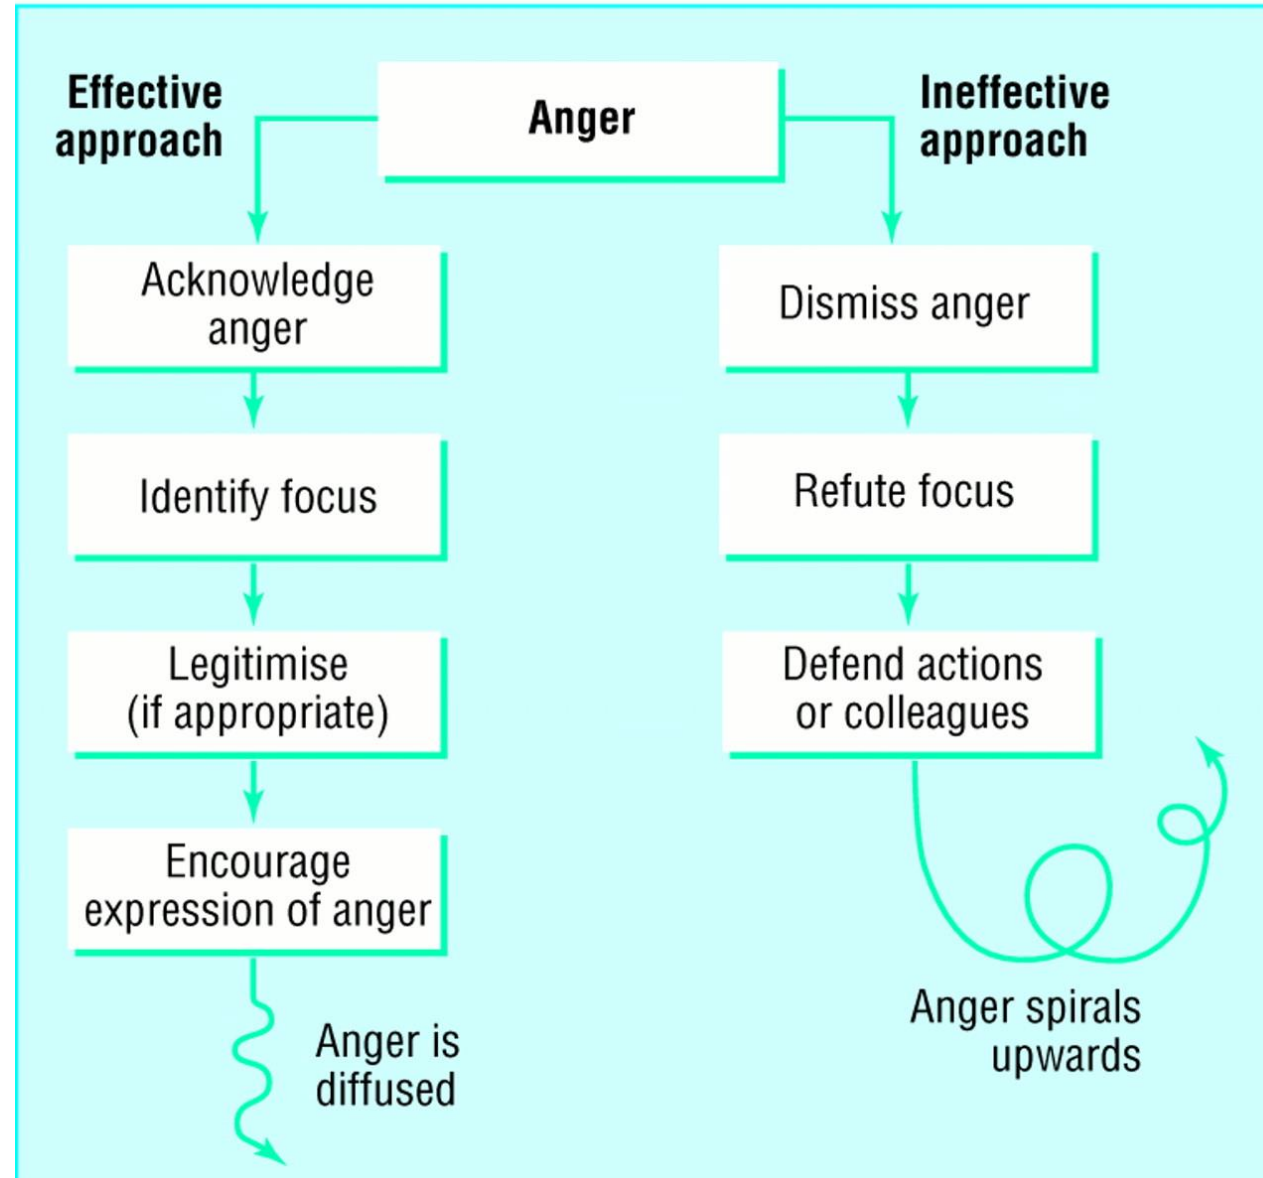 Effective
approach
Anger
Ineffective
approach
Acknowledge
anger
Identify focus
Legitimise
(if appropriate)
Encourage
expression of anger
Anger is
diffused
Dismiss anger
Refute focus
Defend actions
or colleagues
Anger spirals
upwards